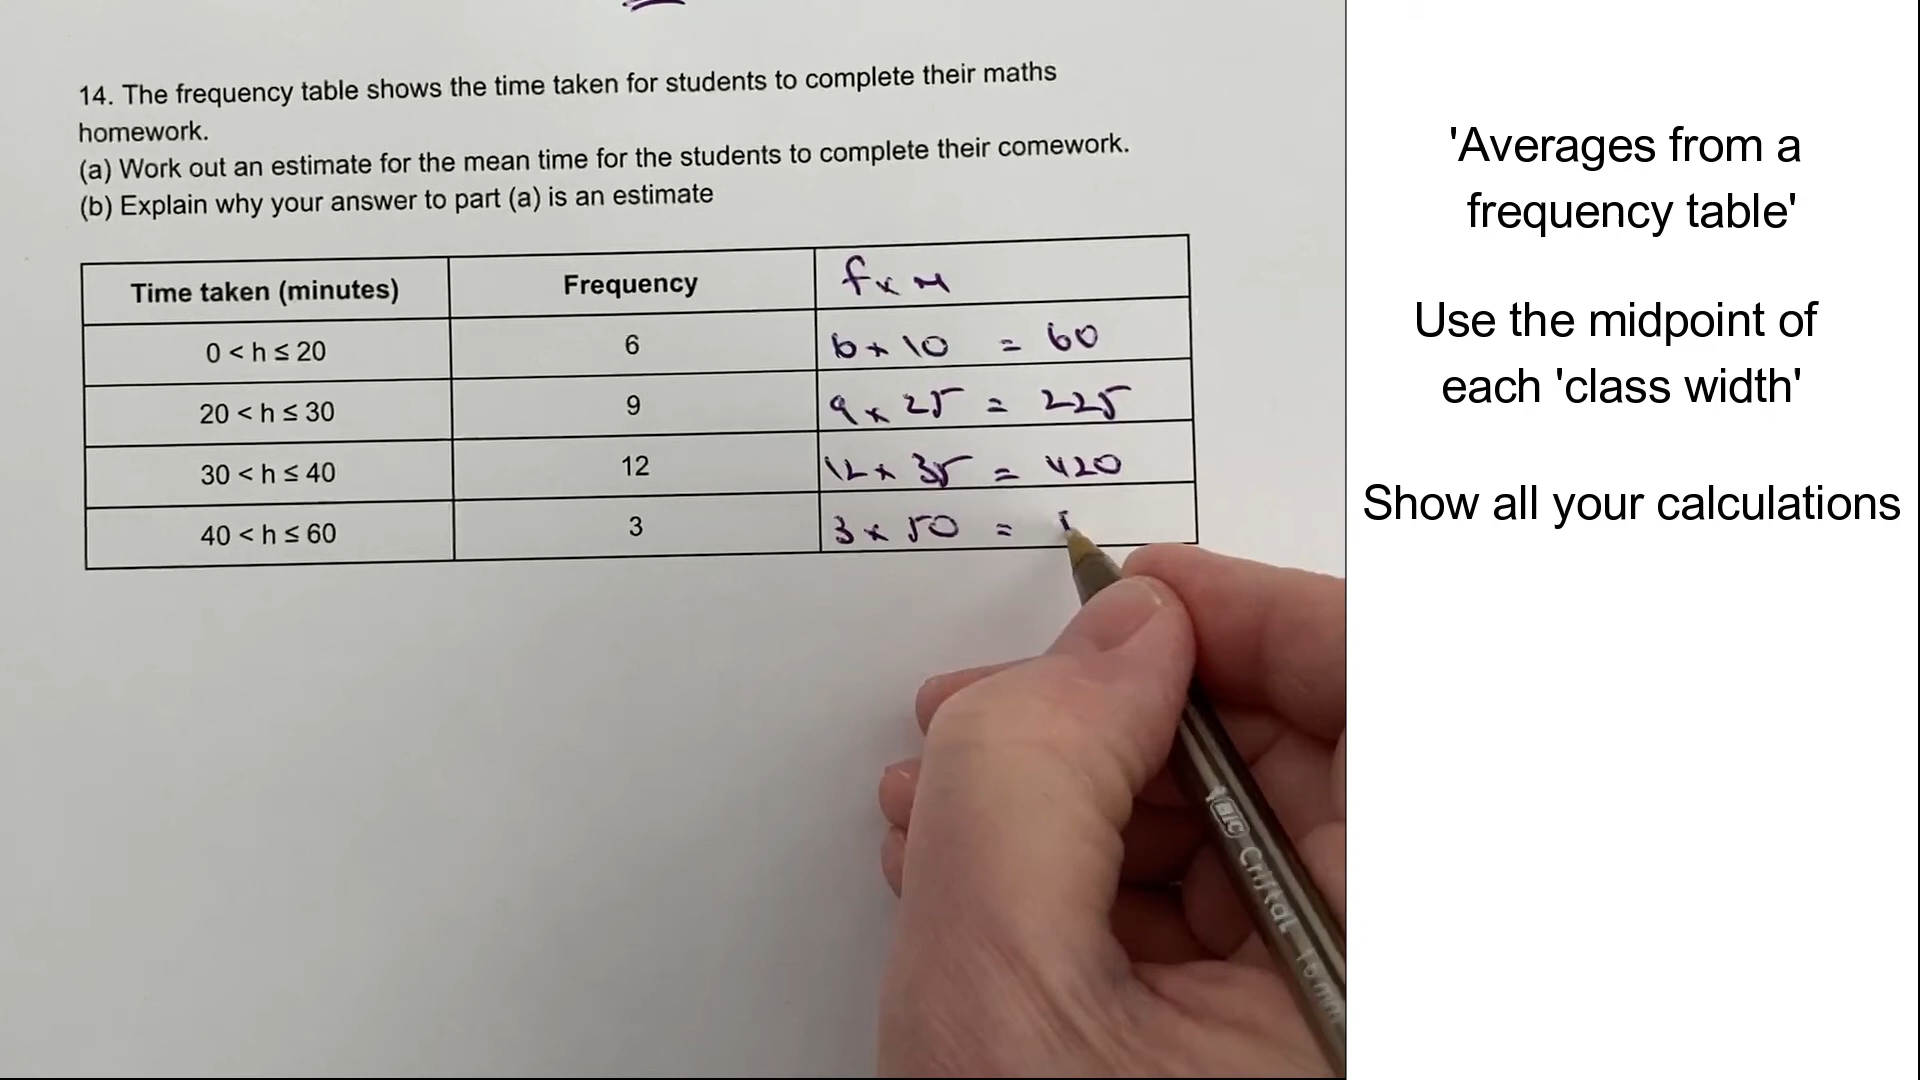 14. The frequency table shows the time taken for students to complete their maths
homework.
(a) Work out an estimate for the mean time for the students to complete their comework.
(b) Explain why your answer to part (a) is an estimate
Time taken (minutes) Frequency f x M
0 < h ≤ 20 6 6 x 10 = 60
20 < h ≤ 30 9 9 x 25 = 225
30 < h ≤ 40 12 12 x 35 = 420
40 < h ≤ 60 3 3 x 50 =
BIC Cristal 1.6mm
'Averages from a
frequency table'
Use the midpoint of
each 'class width'
Show all your calculations